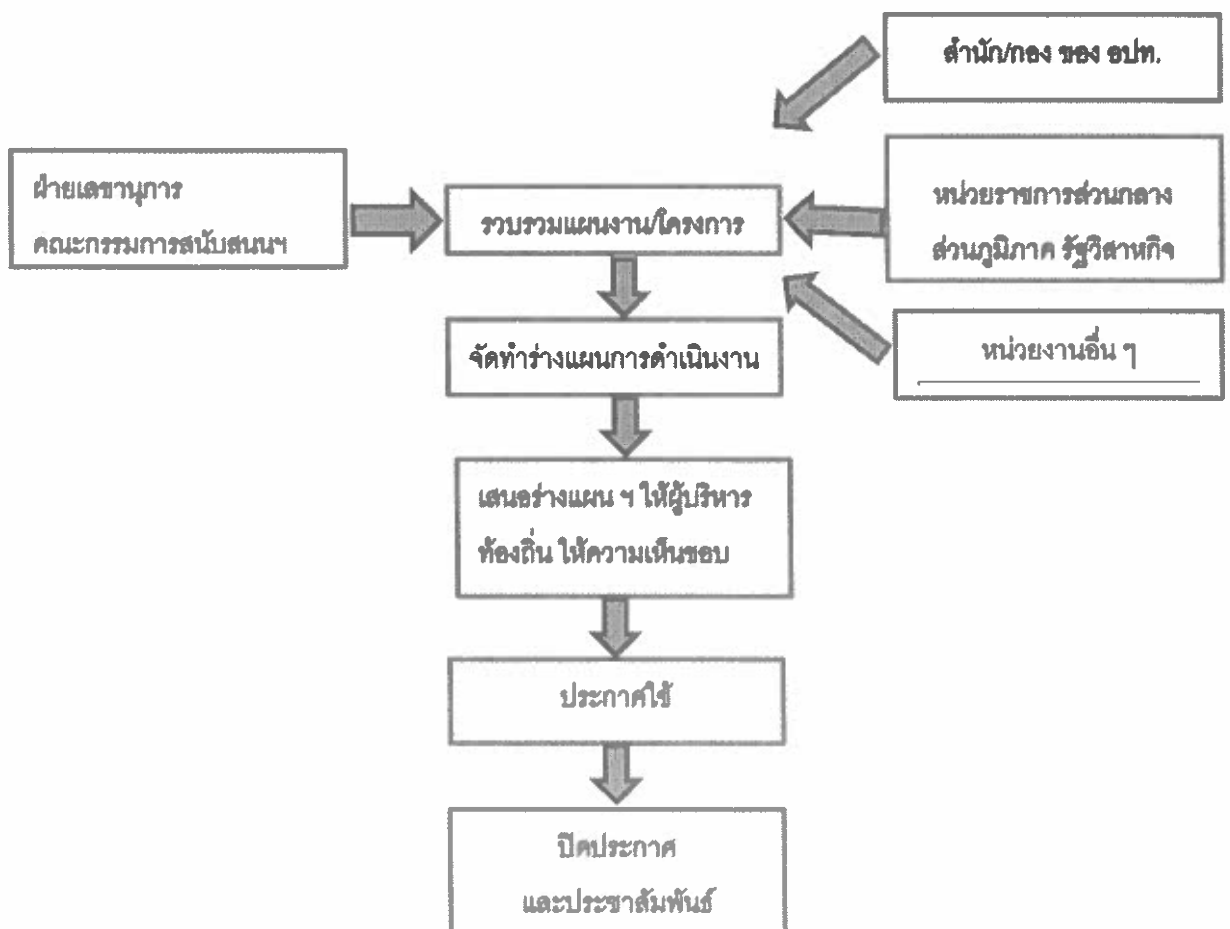 สำนัก/กอง ของ อปท.
ฝ่ายเลขานุการ
คณะกรรมการสนับสนนฯ
รวบรวมแผนงาน/โครงการ
หน่วยราชการส่วนกลาง
ส่วนภูมิภาค รัฐวิสาหกิจ
หน่วยงานอื่น ๆ
จัดทำร่างแผนการดำเนินงาน
เสนอร่างแผน ฯ ให้ผู้บริหาร
ท้องถิ่น ให้ความเห็นชอบ
ประกาศใช้
ปิดประกาศ
และประชาสัมพันธ์